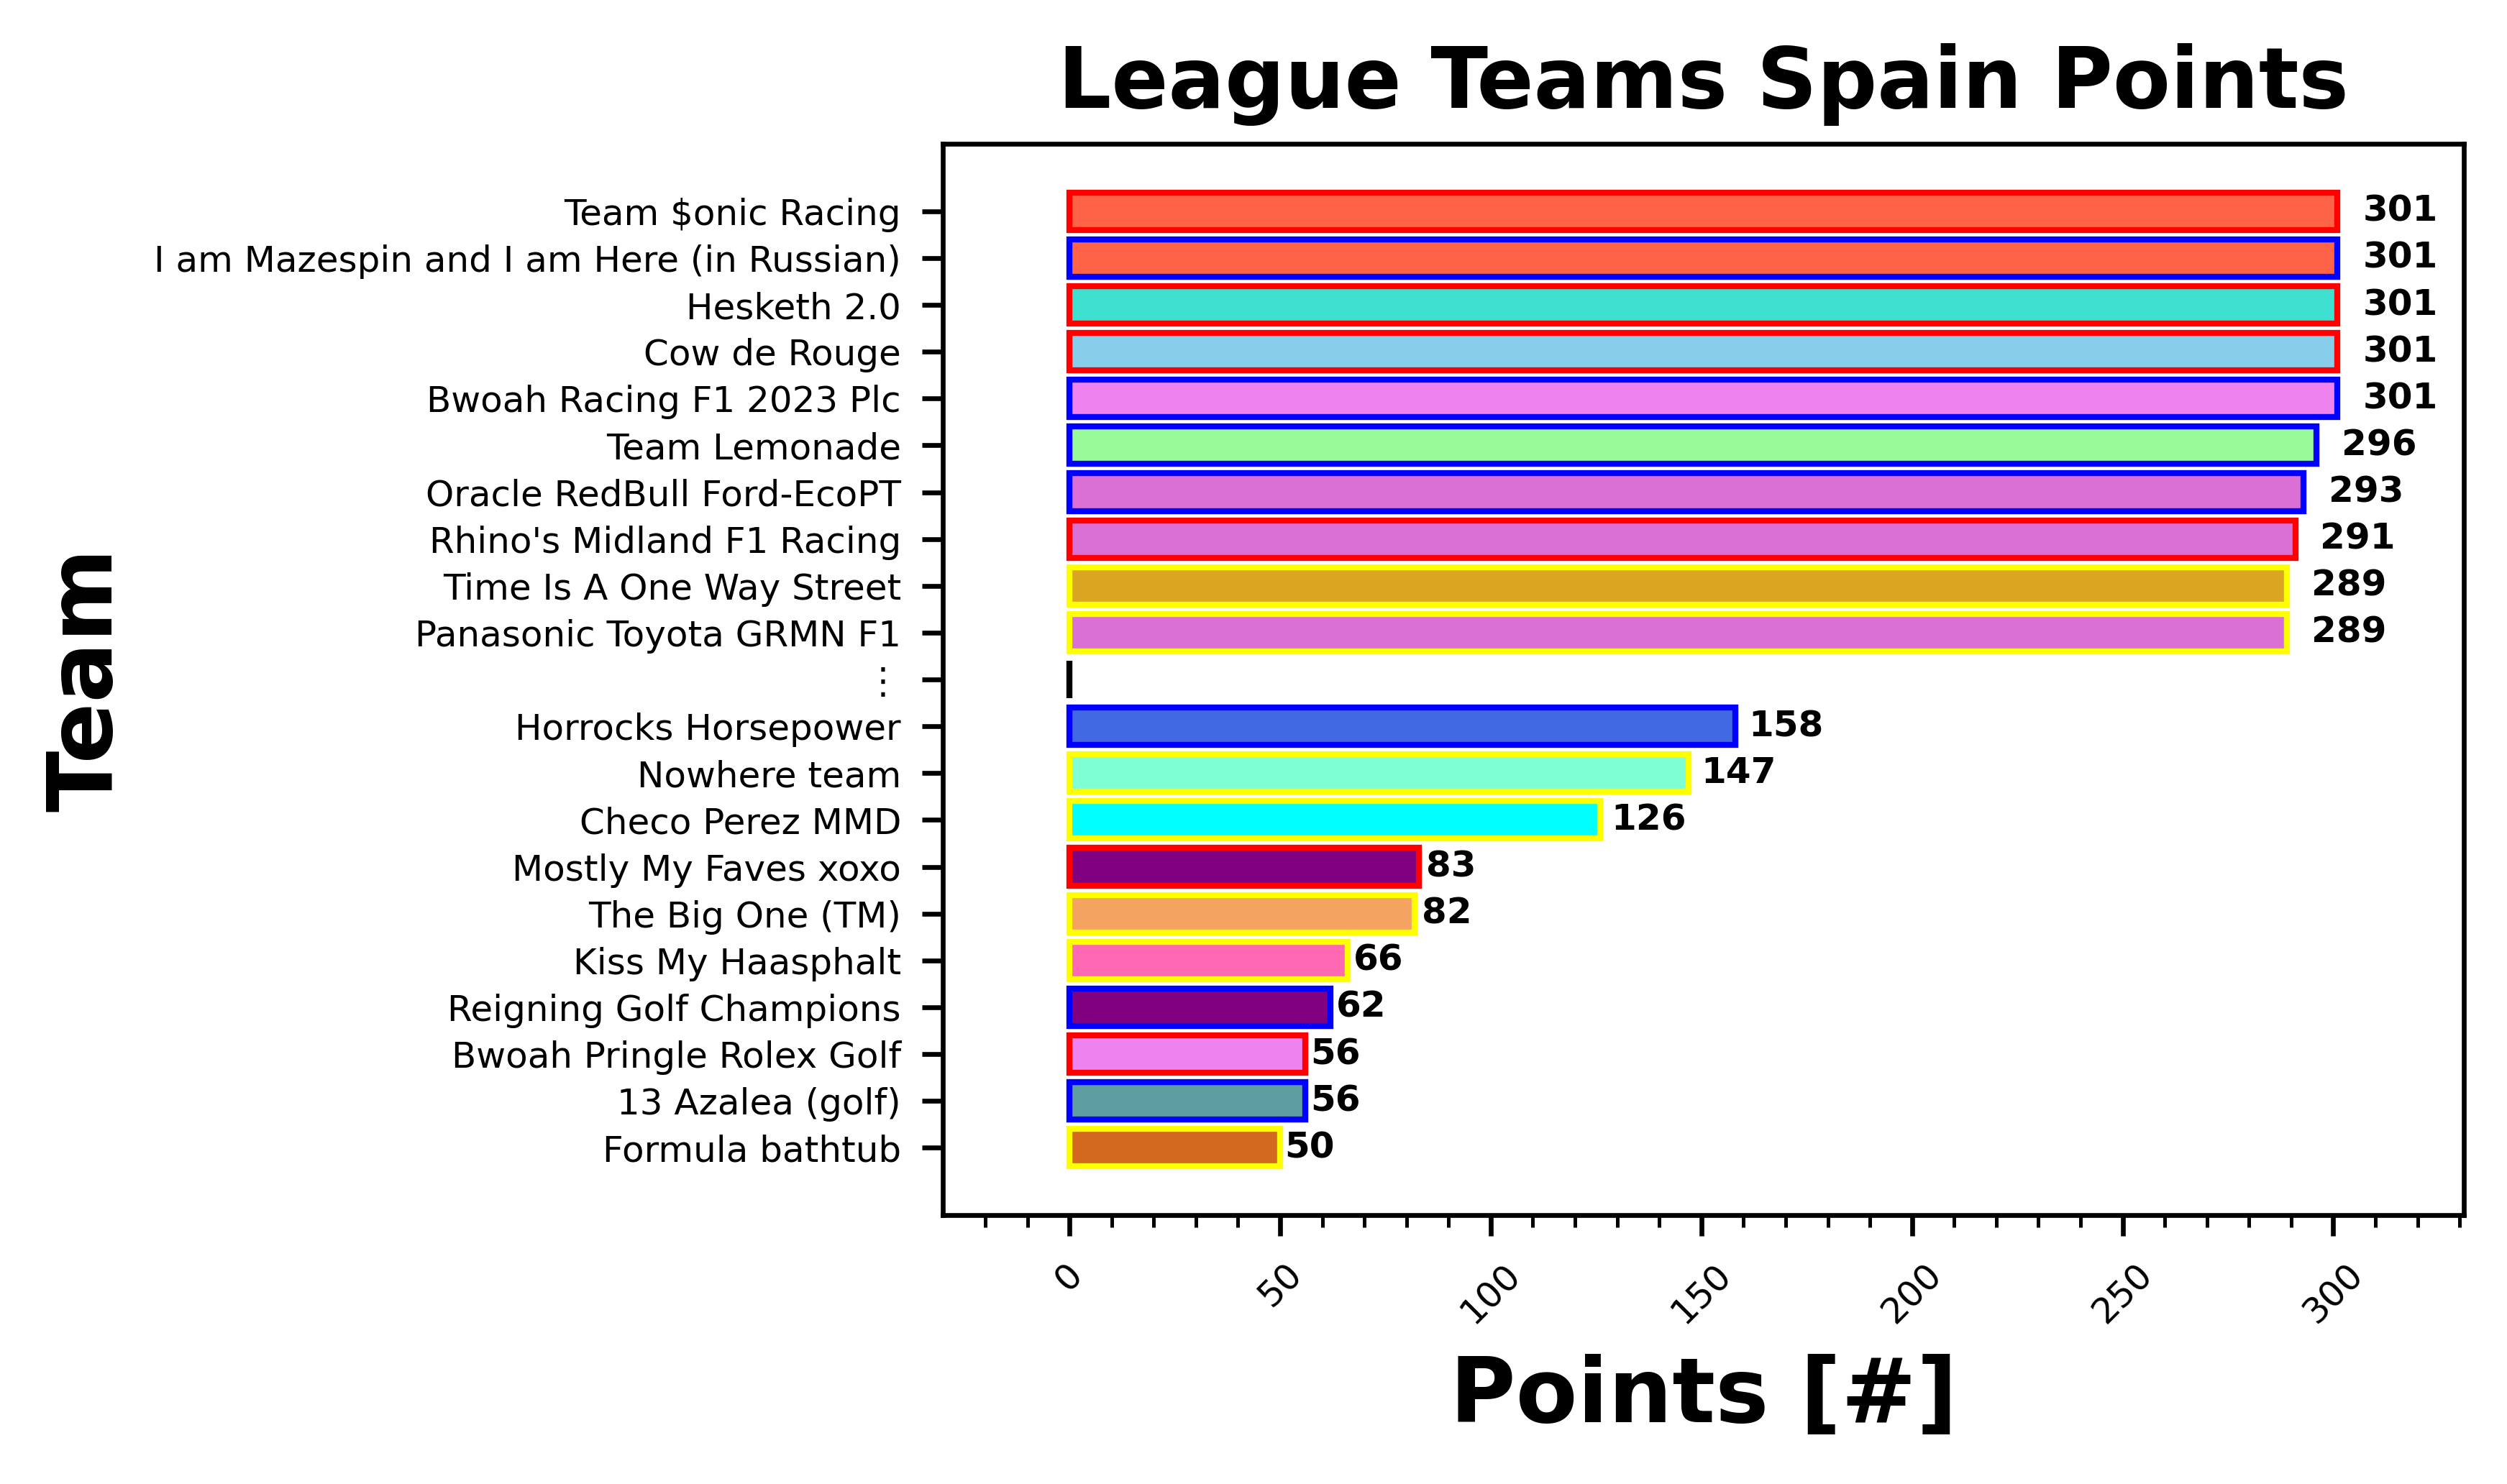 League Teams Spain Points
Team
Team $onic Racing 301
I am Mazespin and I am Here (in Russian) 301
Hesketh 2.0 301
Cow de Rouge 301
Bwoah Racing F1 2023 Plc 301
Team Lemonade 296
Oracle RedBull Ford-EcoPT 293
Rhino's Midland F1 Racing 291
Time Is A One Way Street 289
Panasonic Toyota GRMN F1 289
⋮
Horrocks Horsepower 158
Nowhere team 147
Checo Perez MMD 126
Mostly My Faves xoxo 83
The Big One (TM) 82
Kiss My Haasphalt 66
Reigning Golf Champions 62
Bwoah Pringle Rolex Golf 56
13 Azalea (golf) 56
Formula bathtub 50
0 50 100 150 200 250 300
Points [#]